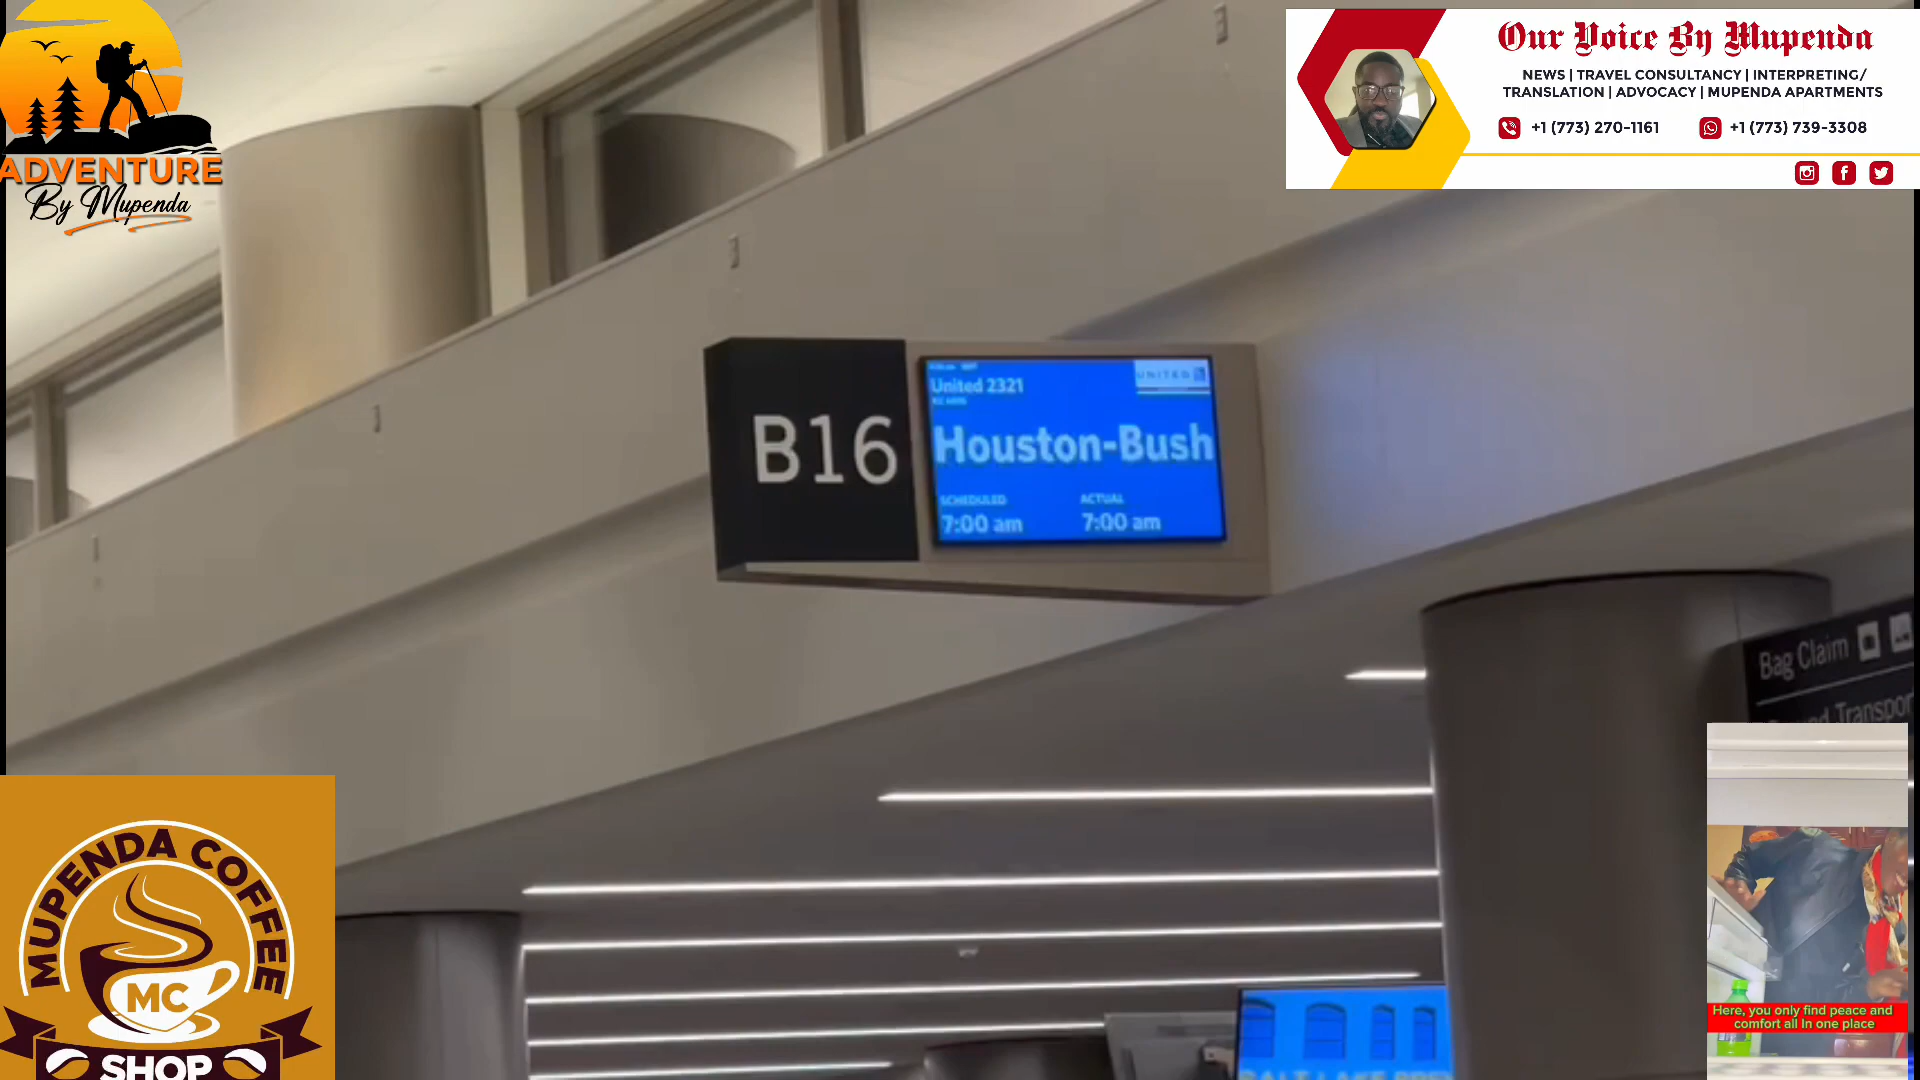 ADVENTURE
By Mupenda
Our Voice By Mupenda
NEWS | TRAVEL CONSULTANCY | INTERPRETING/
TRANSLATION | ADVOCACY | MUPENDA APARTMENTS
+1 (773) 270-1161
+1 (773) 739-3308
B16
United 2321
UNITED
Houston-Bush
SCHEDULED
ACTUAL
7:00 am
7:00 am
Bag Claim
MUPENDA COFFEE
MC
SHOP
Here, you only find peace and
comfort all In one place